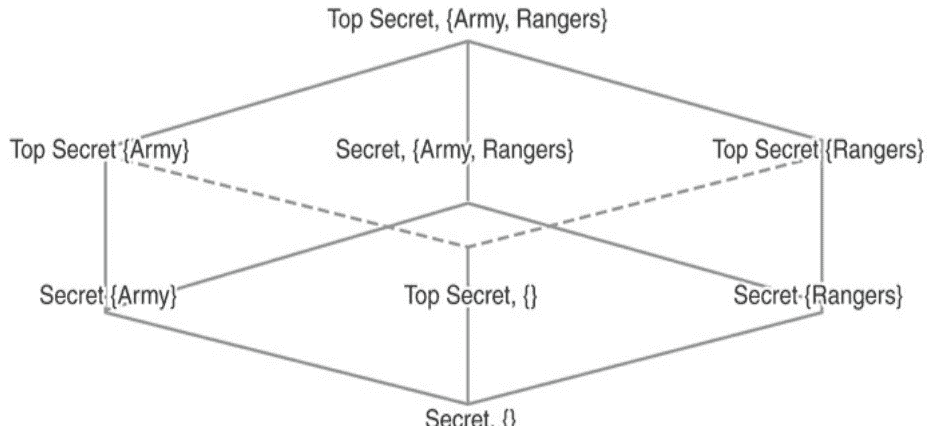 Top Secret, {Army, Rangers}
Top Secret {Army}
Secret, {Army, Rangers}
Top Secret {Rangers}
Secret {Army}
Top Secret, {}
Secret {Rangers}
Secret, {}